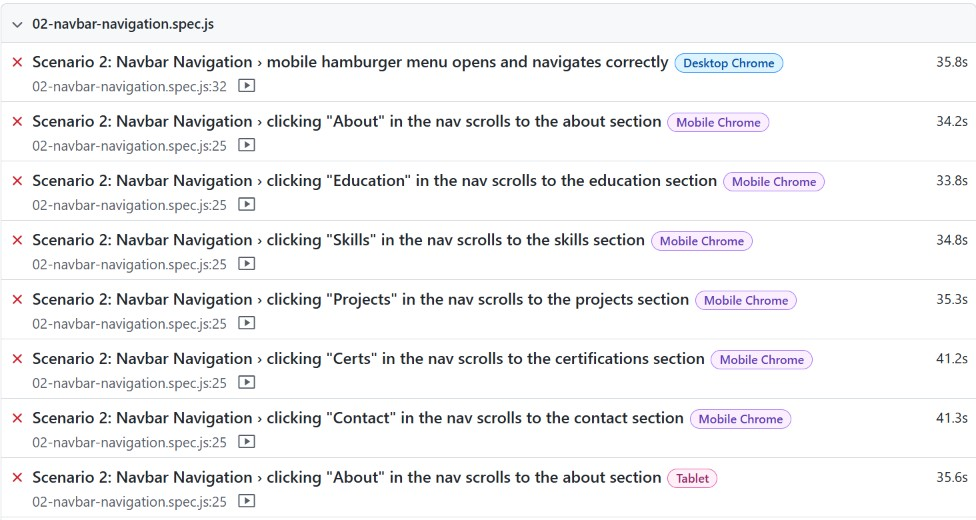 02-navbar-navigation.spec.js
Scenario 2: Navbar Navigation › mobile hamburger menu opens and navigates correctly Desktop Chrome 35.8s
02-navbar-navigation.spec.js:32
Scenario 2: Navbar Navigation › clicking "About" in the nav scrolls to the about section Mobile Chrome 34.2s
02-navbar-navigation.spec.js:25
Scenario 2: Navbar Navigation › clicking "Education" in the nav scrolls to the education section Mobile Chrome 33.8s
02-navbar-navigation.spec.js:25
Scenario 2: Navbar Navigation › clicking "Skills" in the nav scrolls to the skills section Mobile Chrome 34.8s
02-navbar-navigation.spec.js:25
Scenario 2: Navbar Navigation › clicking "Projects" in the nav scrolls to the projects section Mobile Chrome 35.3s
02-navbar-navigation.spec.js:25
Scenario 2: Navbar Navigation › clicking "Certs" in the nav scrolls to the certifications section Mobile Chrome 41.2s
02-navbar-navigation.spec.js:25
Scenario 2: Navbar Navigation › clicking "Contact" in the nav scrolls to the contact section Mobile Chrome 41.3s
02-navbar-navigation.spec.js:25
Scenario 2: Navbar Navigation › clicking "About" in the nav scrolls to the about section Tablet 35.6s
02-navbar-navigation.spec.js:25